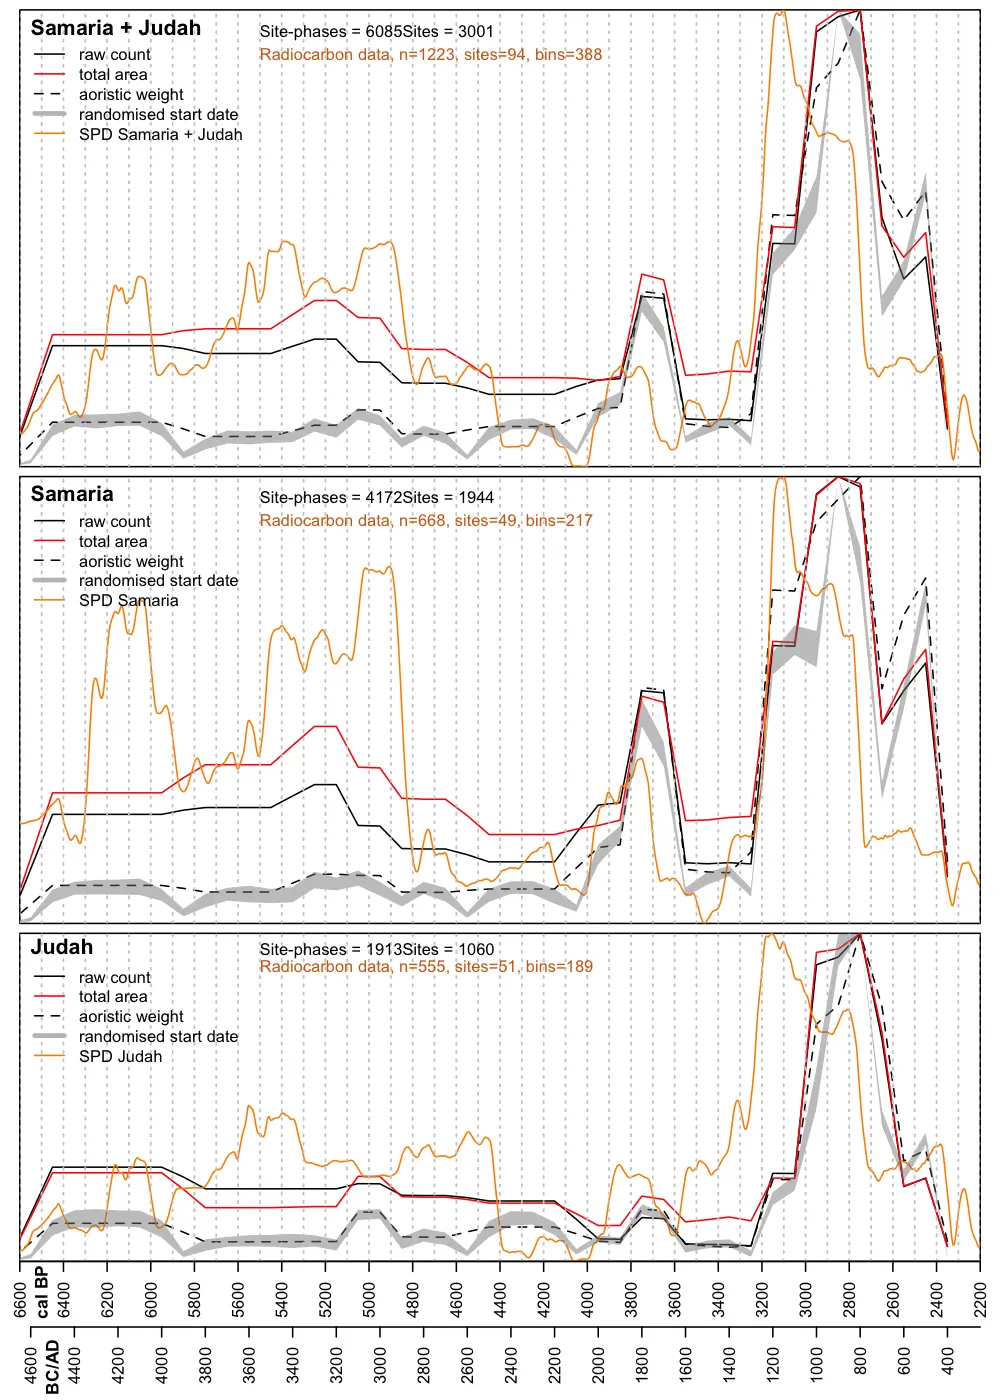 Samaria + Judah
Site-phases = 6085Sites = 3001
Radiocarbon data, n=1223, sites=94, bins=388
raw count
total area
aoristic weight
randomised start date
SPD Samaria + Judah
Samaria
Site-phases = 4172Sites = 1944
Radiocarbon data, n=668, sites=49, bins=217
raw count
total area
aoristic weight
randomised start date
SPD Samaria
Judah
Site-phases = 1913Sites = 1060
Radiocarbon data, n=555, sites=51, bins=189
raw count
total area
aoristic weight
randomised start date
SPD Judah
6600 6400 6200 6000 5800 5600 5400 5200 5000 4800 4600 4400 4200 4000 3800 3600 3400 3200 3000 2800 2600 2400 2200
cal BP
4600 4400 4200 4000 3800 3600 3400 3200 3000 2800 2600 2400 2200 2000 1800 1600 1400 1200 1000 800 600 400
BC/AD